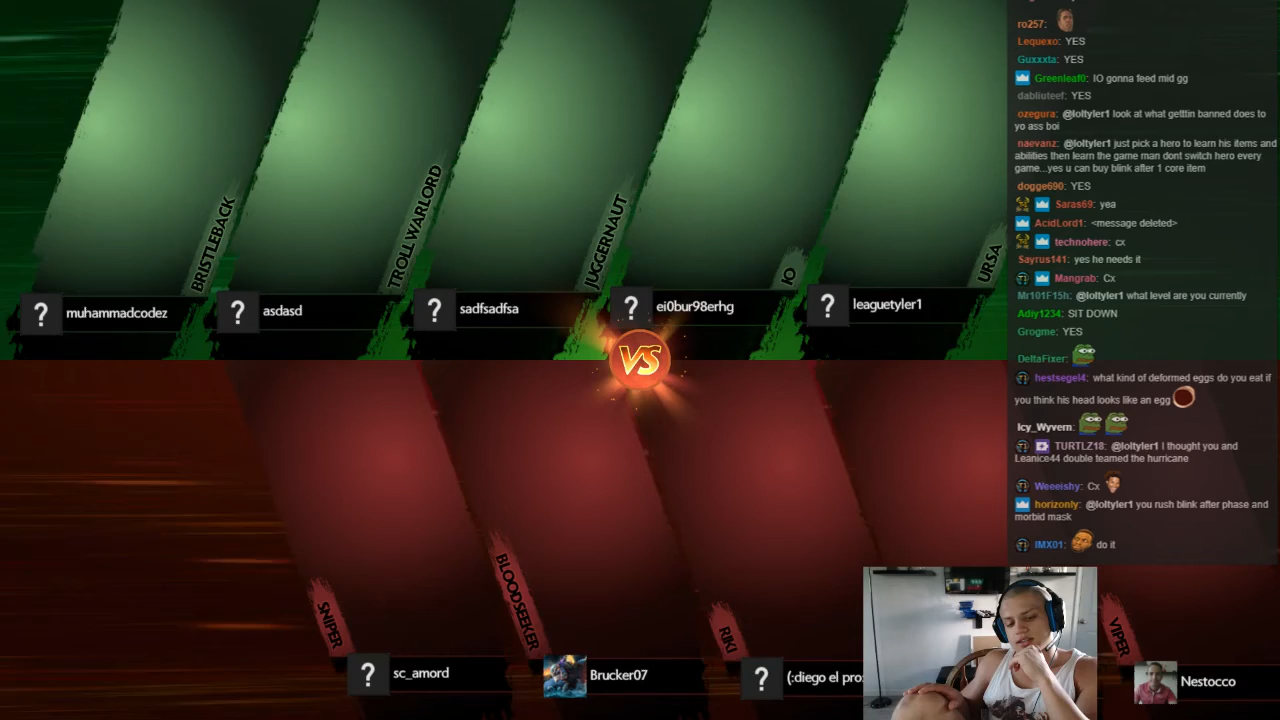 BRISTLEBACK
TROLL WARLORD
JUGGERNAUT
IO
URSA
muhammadcodez
asdasd
sadfsadfsa
ei0bur98erhg
leaguetyler1
VS
SNIPER
BLOODSEEKER
RIKI
VIPER
sc_amord
Brucker07
(:diego el pro:
Nestocco
ro257:
Lequexo: YES
Guxxxta: YES
Greenleaf0: IO gonna feed mid gg
dabliuteef: YES
ozegura: @loltyler1 look at what gettin banned does to
yo ass boi
naevanz: @loltyler1 just pick a hero to learn his items and
abilities then learn the game man dont switch hero every
game...yes u can buy blink after 1 core item
dogge690: YES
Saras69: yea
AcidLord1: <message deleted>
technohere: cx
Sayrus141: yes he needs it
Mangrab: Cx
Mr101F15h: @loltyler1 what level are you currently
Adiy1234: SIT DOWN
Grogme: YES
DeltaFixer:
hestsegel4: what kind of deformed eggs do you eat if
you think his head looks like an egg
Icy_Wyvern:
TURTLZ18: @loltyler1 I thought you and
Leanice44 double teamed the hurricane
Weeeishy: Cx
horizonly: @loltyler1 you rush blink after phase and
morbid mask
IMX01: do it